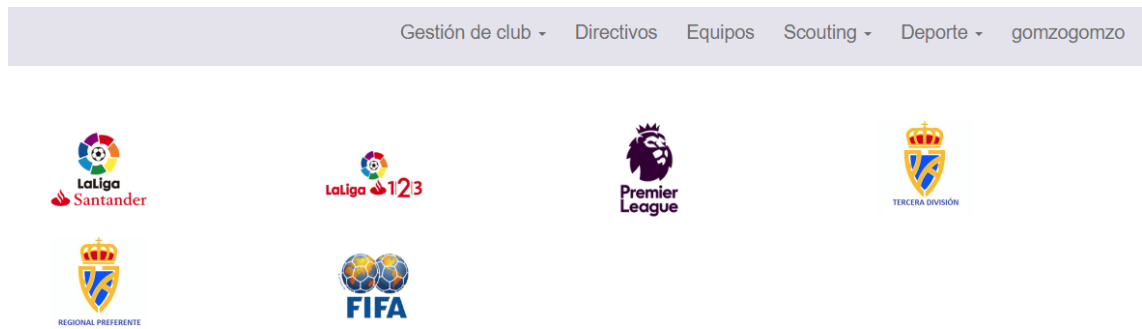 Gestión de club Directivos Equipos Scouting Deporte gomzogomzo
LaLiga
Santander
LaLiga 1|2|3
Premier
League
TERCERA DIVISIÓN
REGIONAL PREFERENTE
FIFA